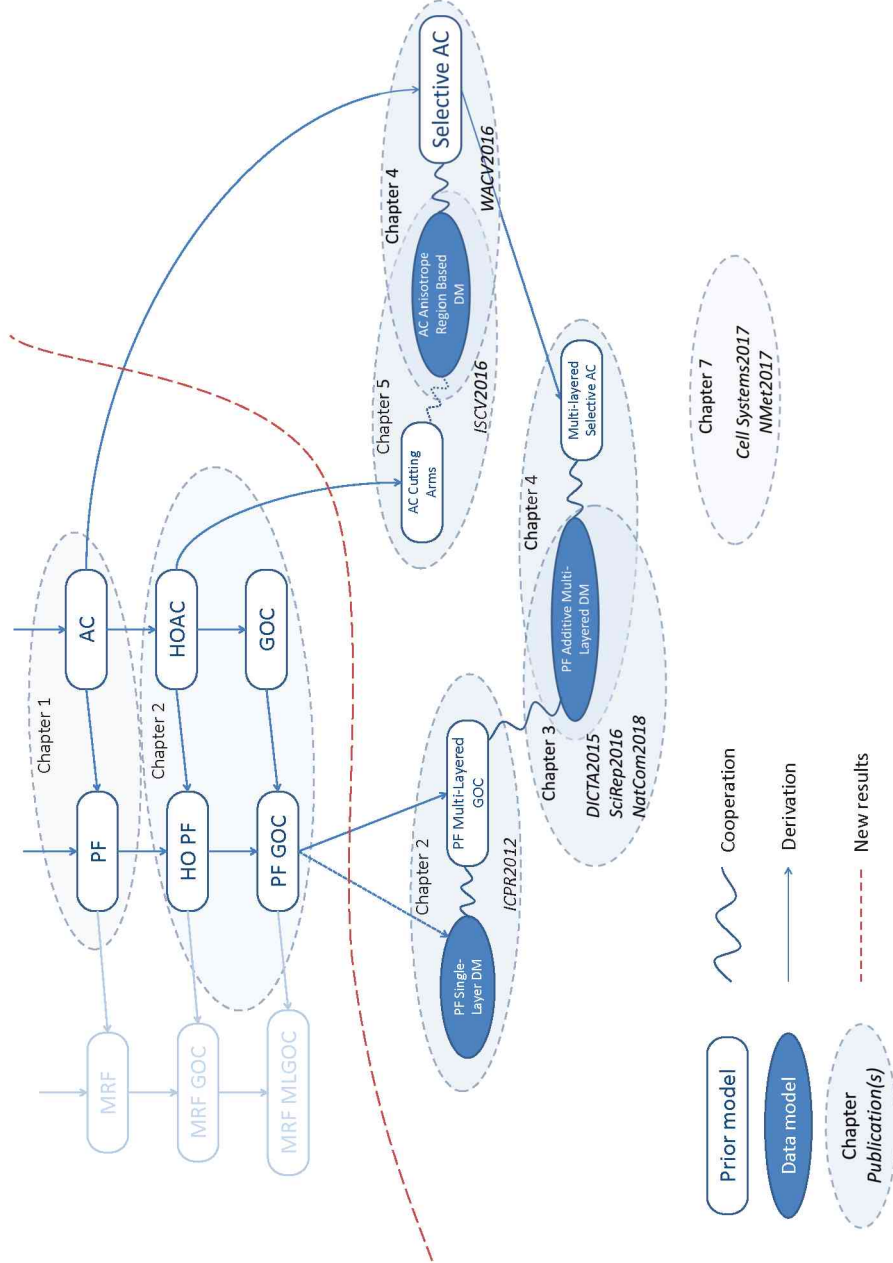 Chapter 1
MRF
PF
AC
Chapter 2
MRF GOC
HO PF
HOAC
MRF MLGOC
PF GOC
GOC
Chapter 5
Chapter 4
AC Cutting
Arms
AC Anisotrope
Region Based
DM
Selective AC
ISCV2016
WACV2016
Chapter 2
PF Single-
Layer DM
PF Multi-Layered
GOC
ICPR2012
Chapter 3
Chapter 4
PF Additive Multi-
Layered DM
Multi-layered
Selective AC
DICTA2015
SciRep2016
NatCom2018
Chapter 7
Cell Systems2017
NMet2017
Prior model
Cooperation
Data model
Derivation
Chapter
Publication(s)
New results